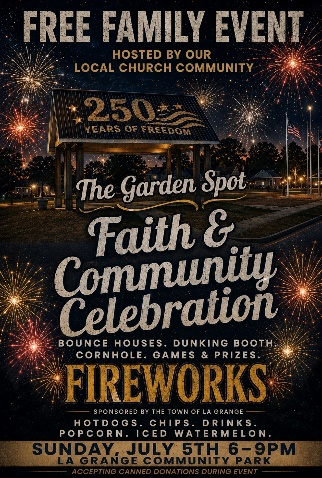 FREE FAMILY EVENT
HOSTED BY OUR
LOCAL CHURCH COMMUNITY
250
YEARS OF FREEDOM
The Garden Spot
Faith &
Community
Celebration
BOUNCE HOUSES. DUNKING BOOTH.
CORNHOLE. GAMES & PRIZES.
FIREWORKS
SPONSORED BY THE TOWN OF LA GRANGE
HOTDOGS. CHIPS. DRINKS.
POPCORN. ICED WATERMELON.
SUNDAY, JULY 5TH 6-9PM
LA GRANGE COMMUNITY PARK
ACCEPTING CANNED DONATIONS DURING EVENT